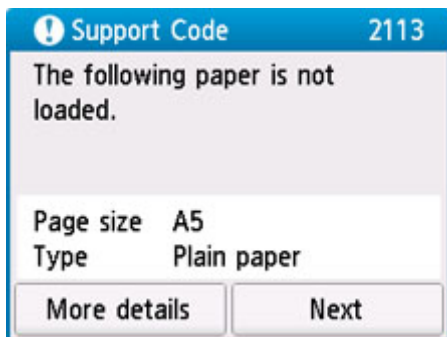 Support Code 2113
The following paper is not
loaded.
Page size A5
Type Plain paper
More details Next